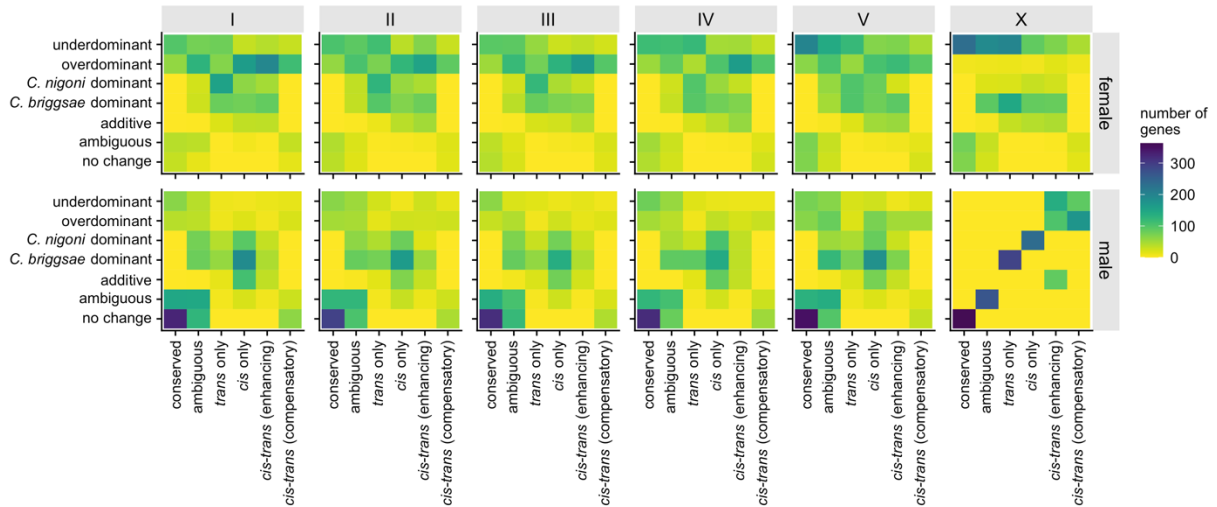 I II III IV V X
underdominant
overdominant
C. nigoni dominant
C. briggsae dominant
additive
ambiguous
no change
female
underdominant
overdominant
C. nigoni dominant
C. briggsae dominant
additive
ambiguous
no change
male
conserved
ambiguous
trans only
cis only
cis-trans (enhancing)
cis-trans (compensatory)
conserved
ambiguous
trans only
cis only
cis-trans (enhancing)
cis-trans (compensatory)
conserved
ambiguous
trans only
cis only
cis-trans (enhancing)
cis-trans (compensatory)
conserved
ambiguous
trans only
cis only
cis-trans (enhancing)
cis-trans (compensatory)
conserved
ambiguous
trans only
cis only
cis-trans (enhancing)
cis-trans (compensatory)
conserved
ambiguous
trans only
cis only
cis-trans (enhancing)
cis-trans (compensatory)
number of
genes
300
200
100
0